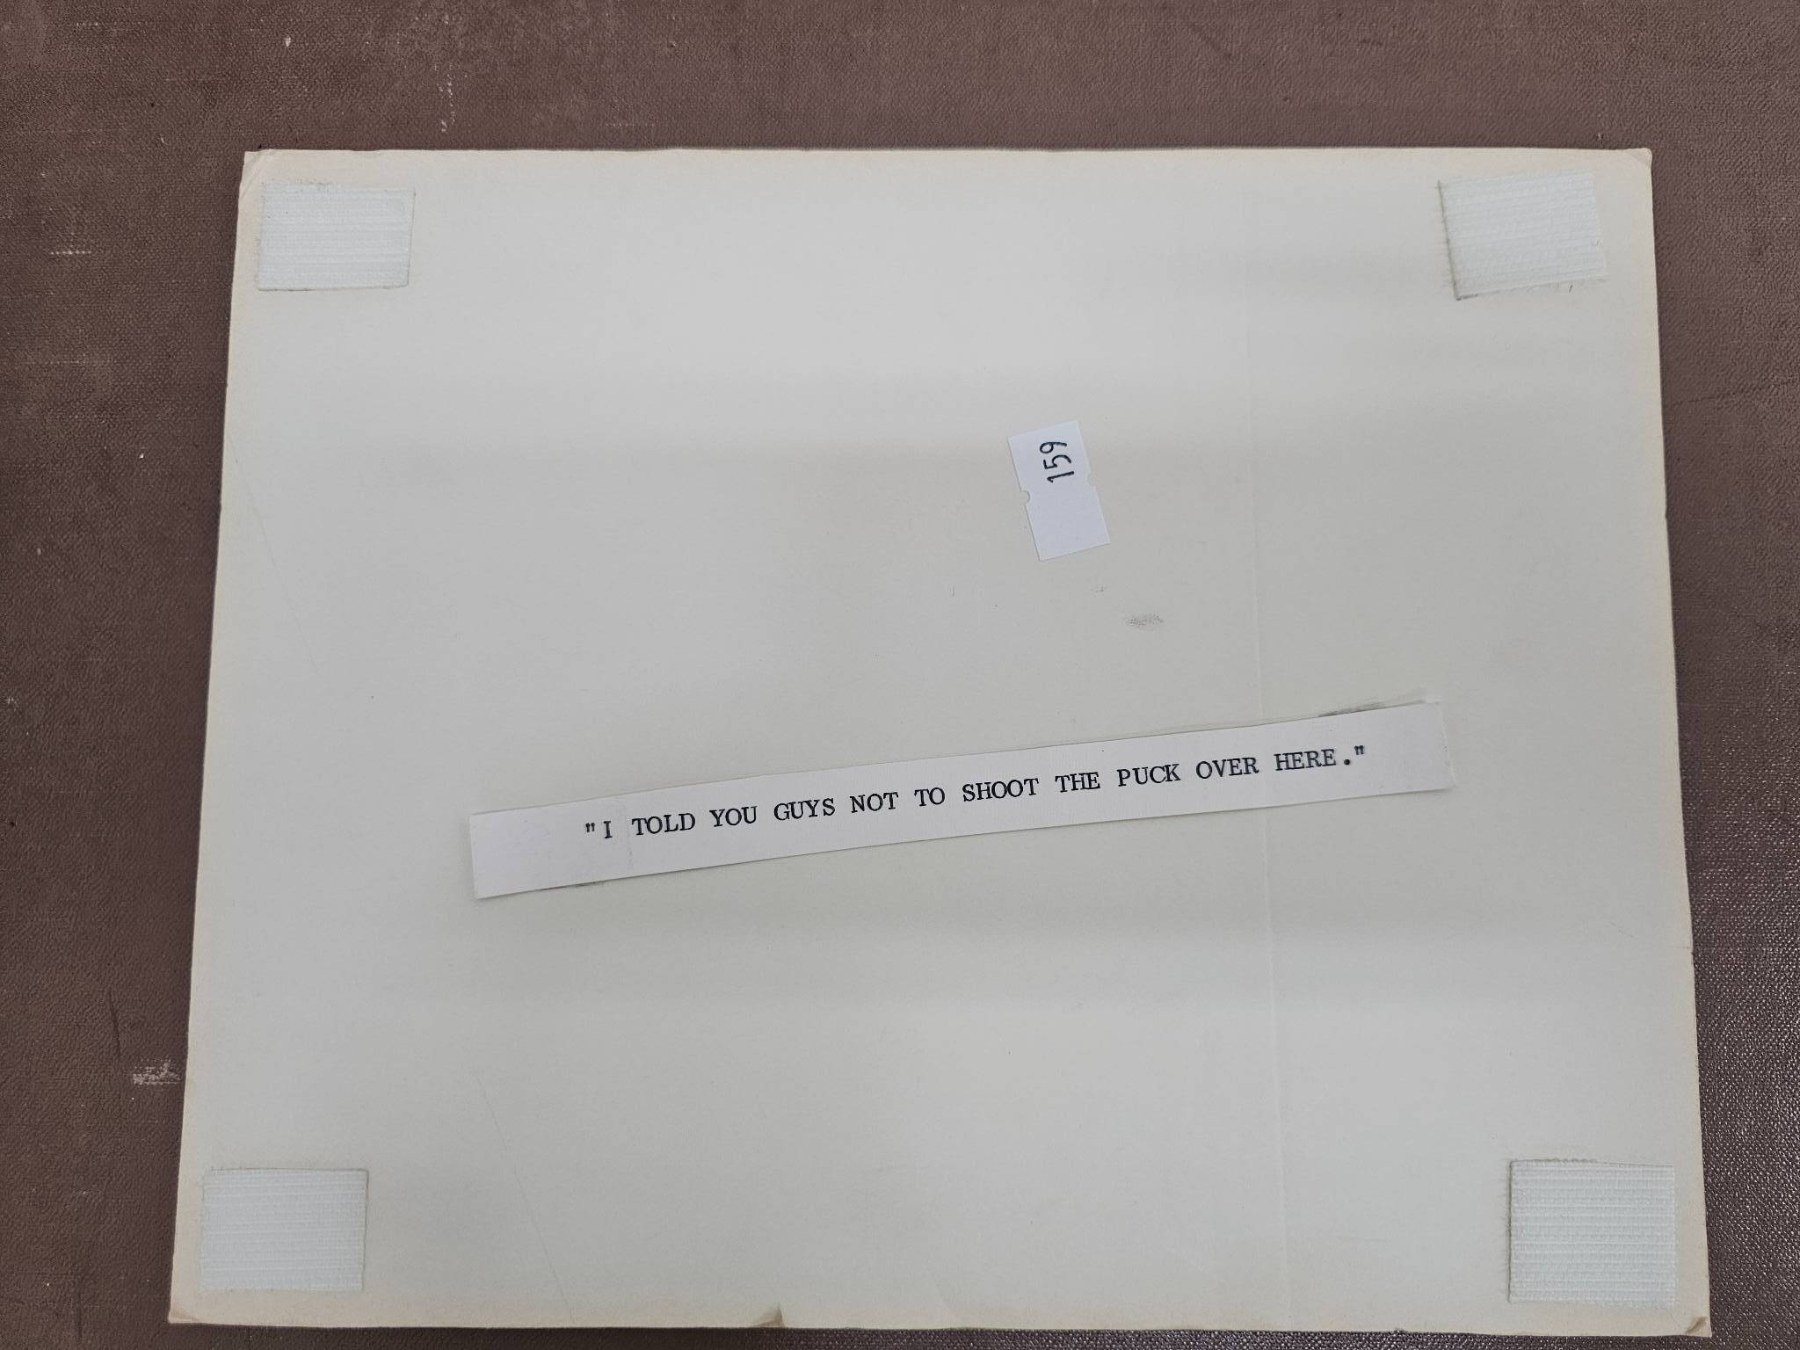 159
"I TOLD YOU GUYS NOT TO SHOOT THE PUCK OVER HERE."